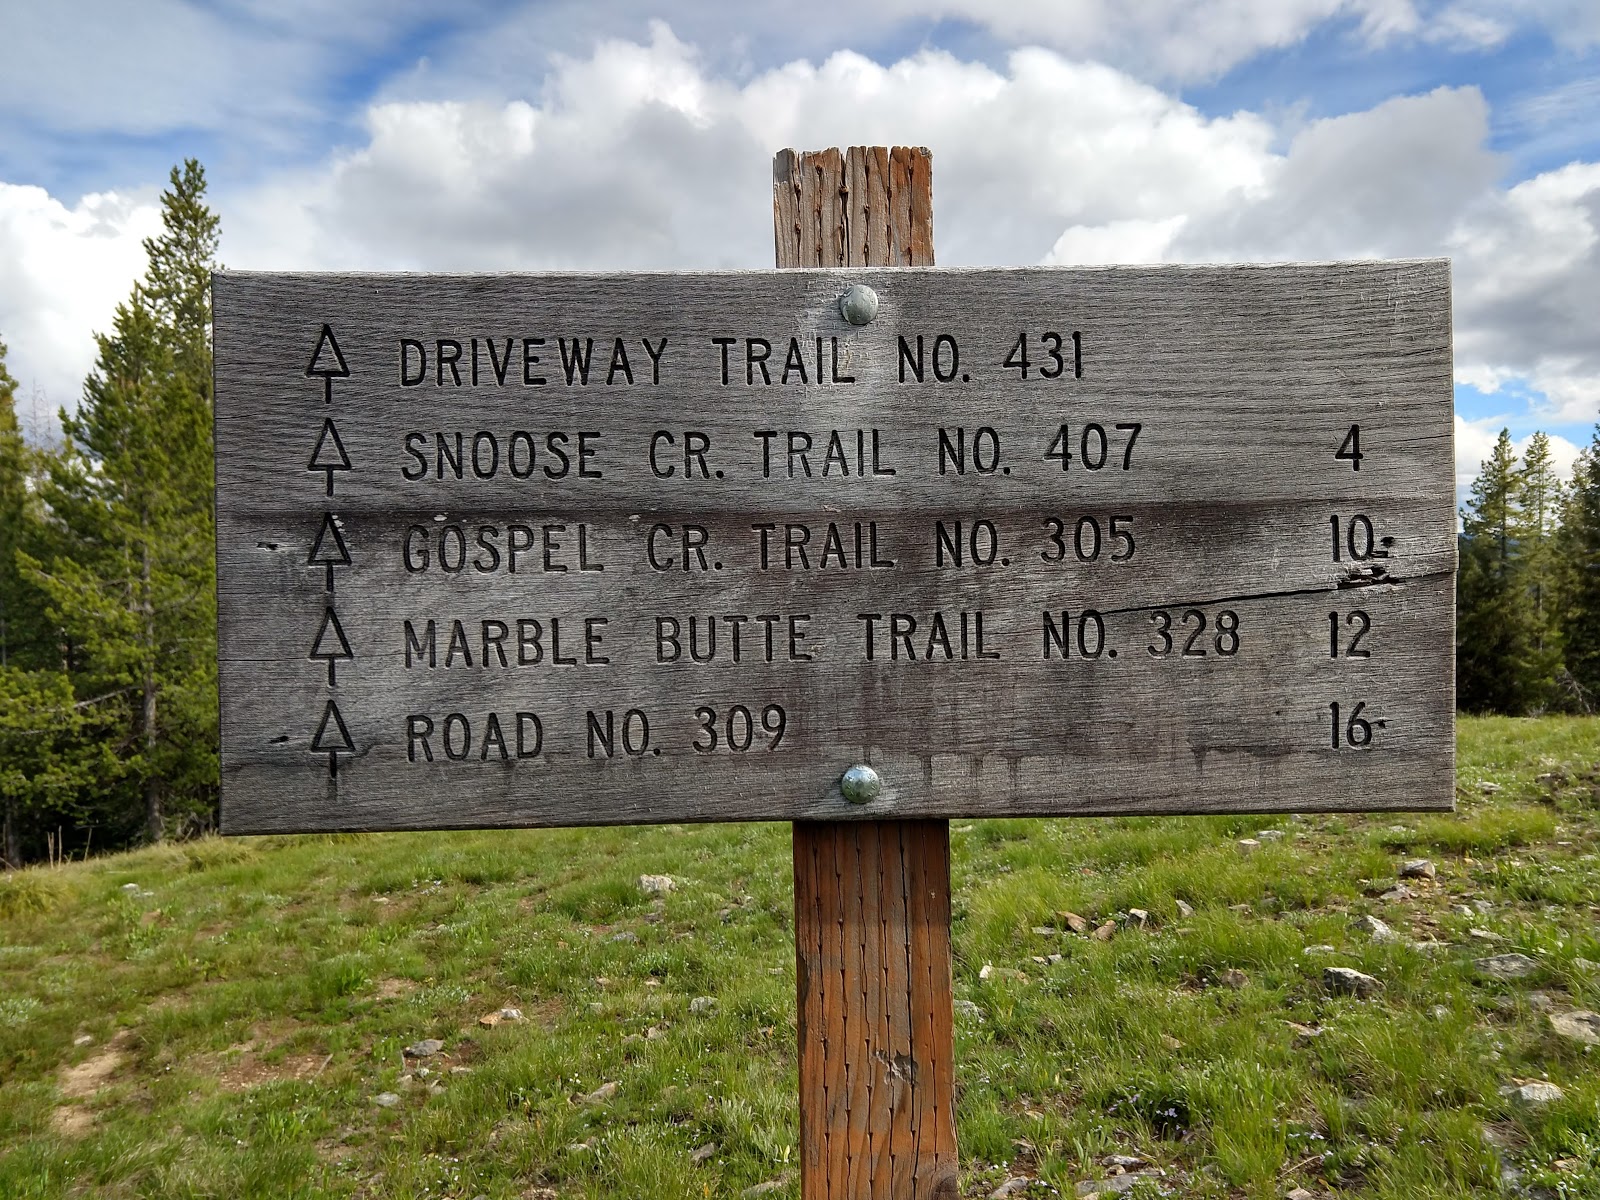 DRIVEWAY TRAIL NO. 431
SNOOSE CR. TRAIL NO. 407 4
GOSPEL CR. TRAIL NO. 305 10
MARBLE BUTTE TRAIL NO. 328 12
ROAD NO. 309 16